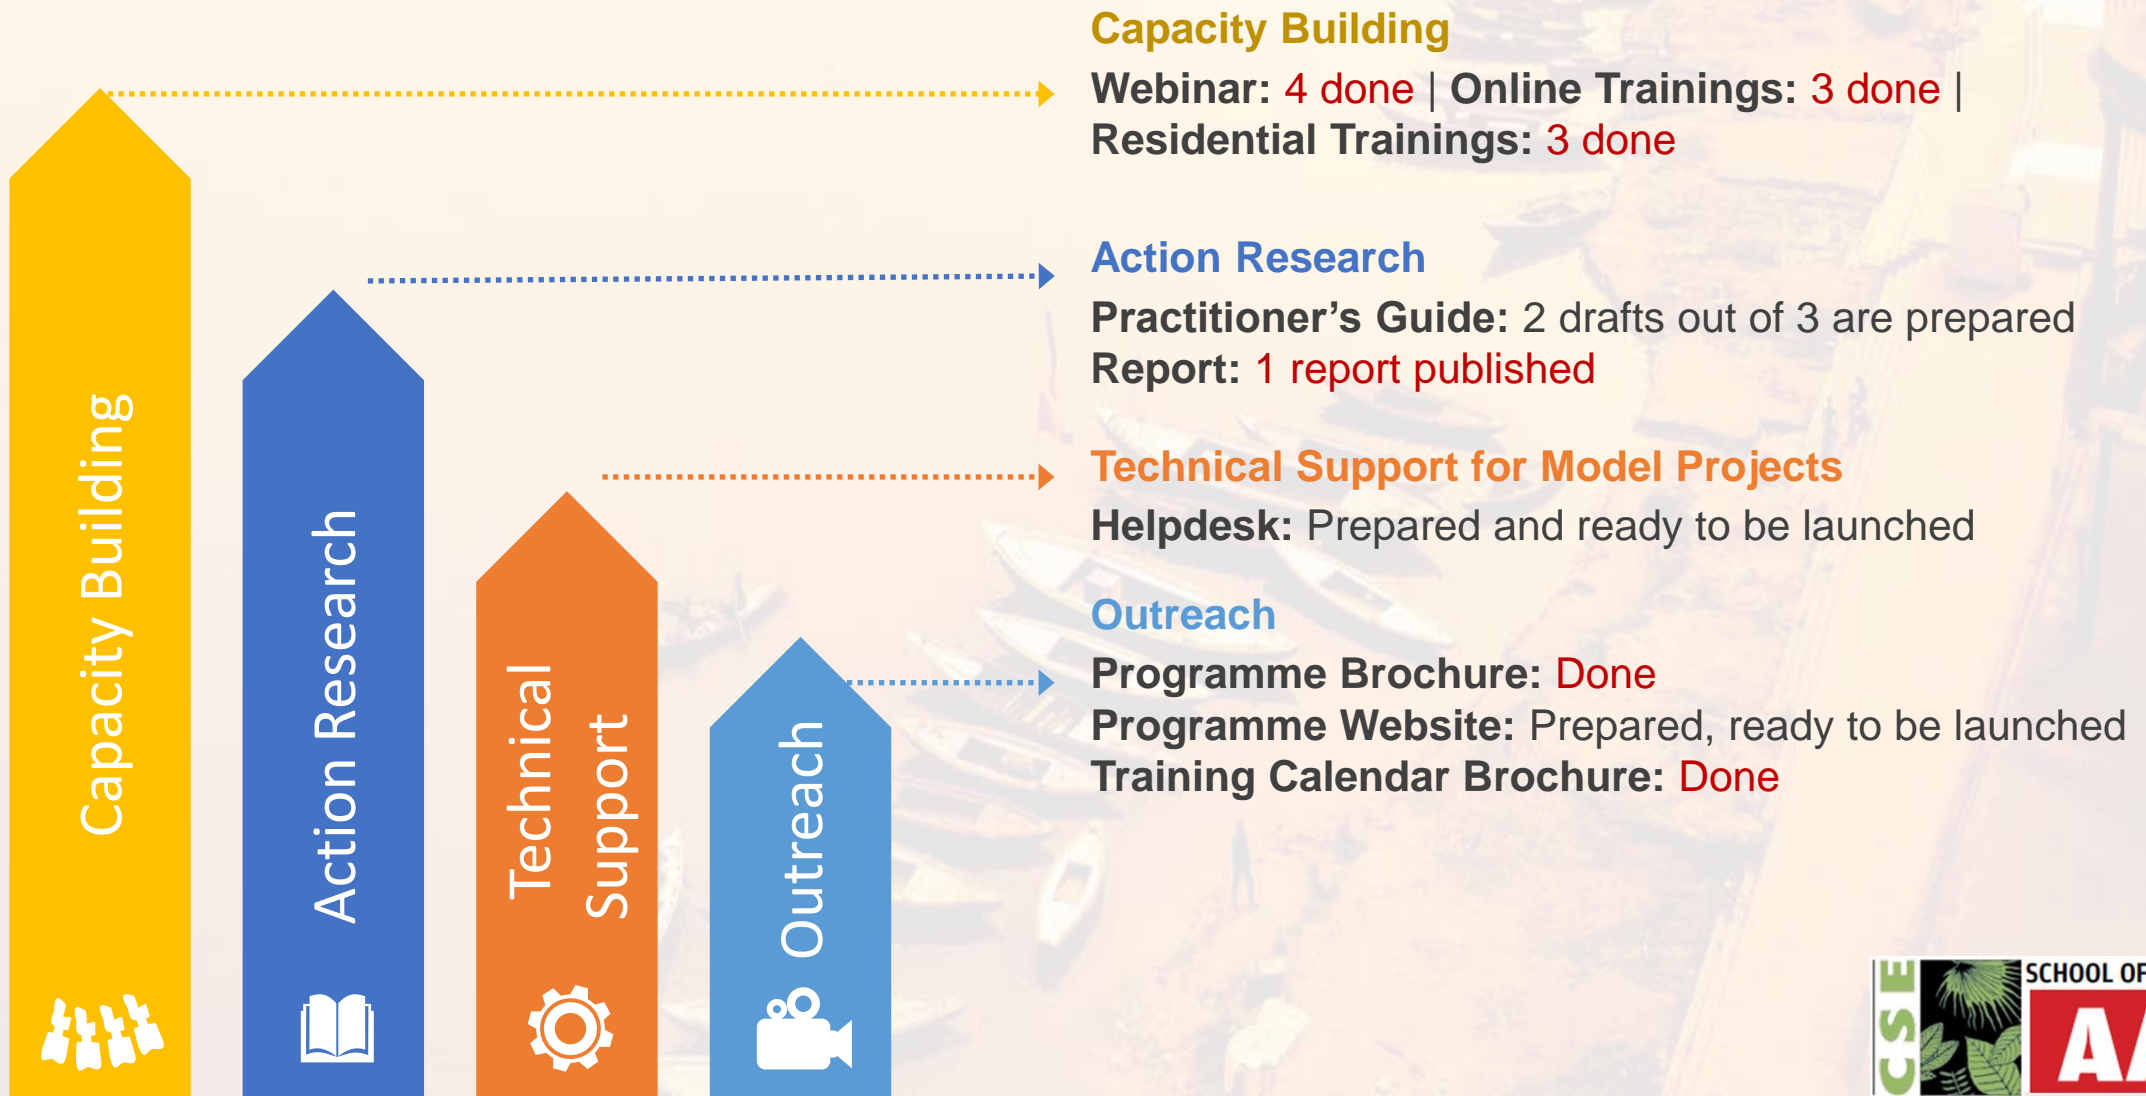 Capacity Building
Webinar: 4 done | Online Trainings: 3 done |
Residential Trainings: 3 done
Action Research
Practitioner’s Guide: 2 drafts out of 3 are prepared
Report: 1 report published
Technical Support for Model Projects
Helpdesk: Prepared and ready to be launched
Outreach
Programme Brochure: Done
Programme Website: Prepared, ready to be launched
Training Calendar Brochure: Done
Capacity Building
Action Research
Technical
Support
Outreach
CSE
SCHOOL OF